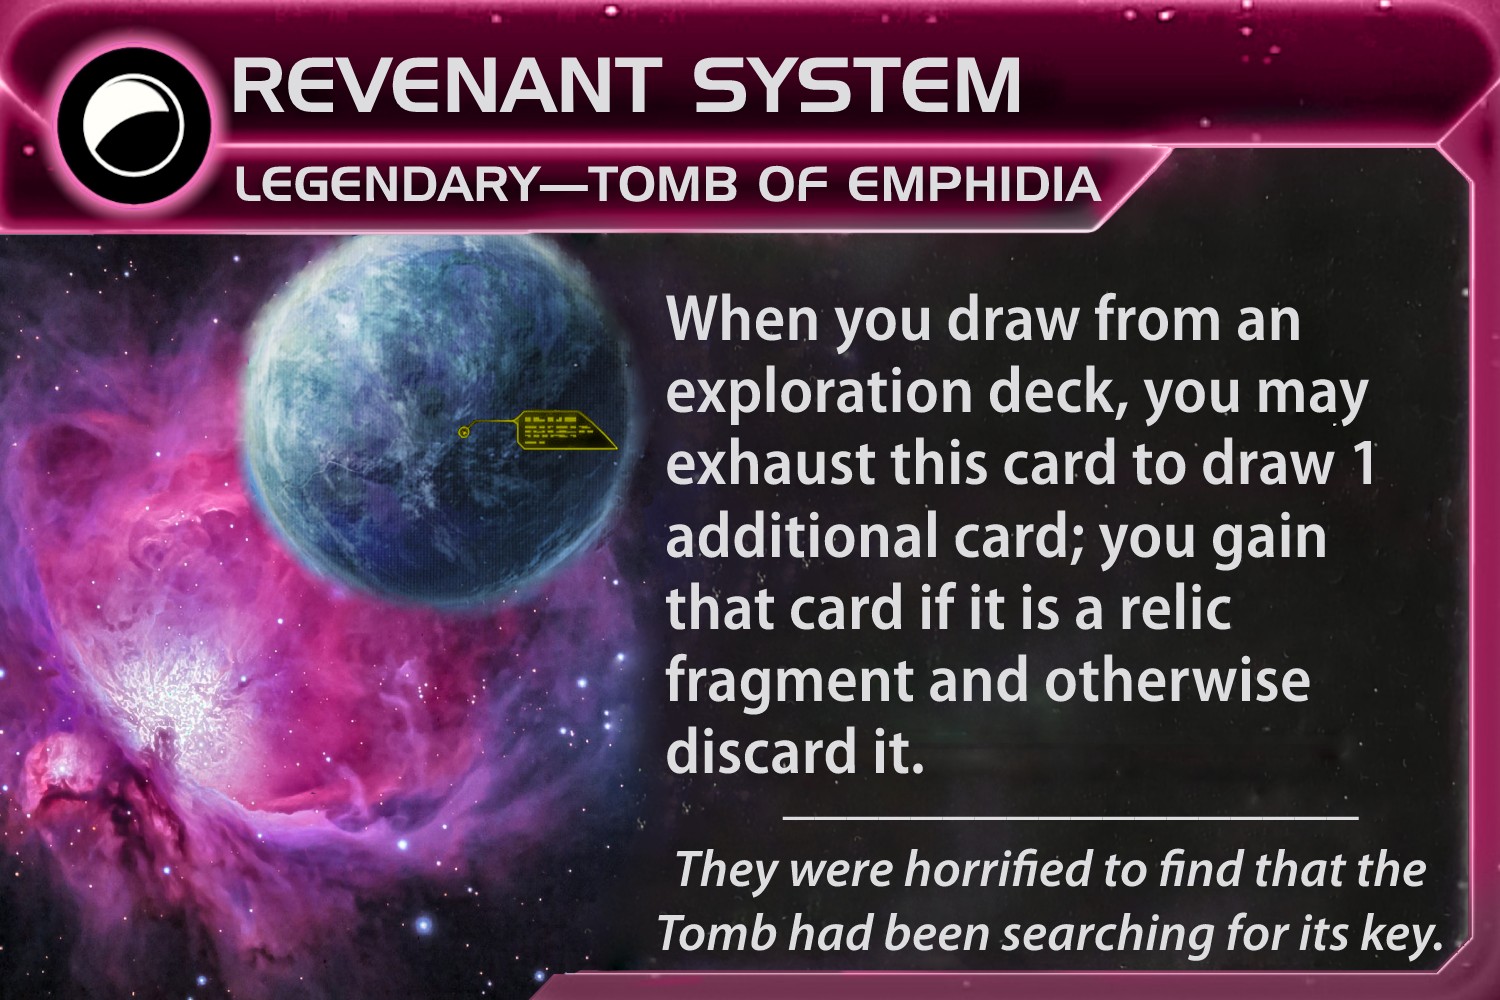 REVENANT SYSTEM
LEGENDARY—TOMB OF EMPHIDIA
When you draw from an
exploration deck, you may
exhaust this card to draw 1
additional card; you gain
that card if it is a relic
fragment and otherwise
discard it.
They were horrified to find that the
Tomb had been searching for its key.